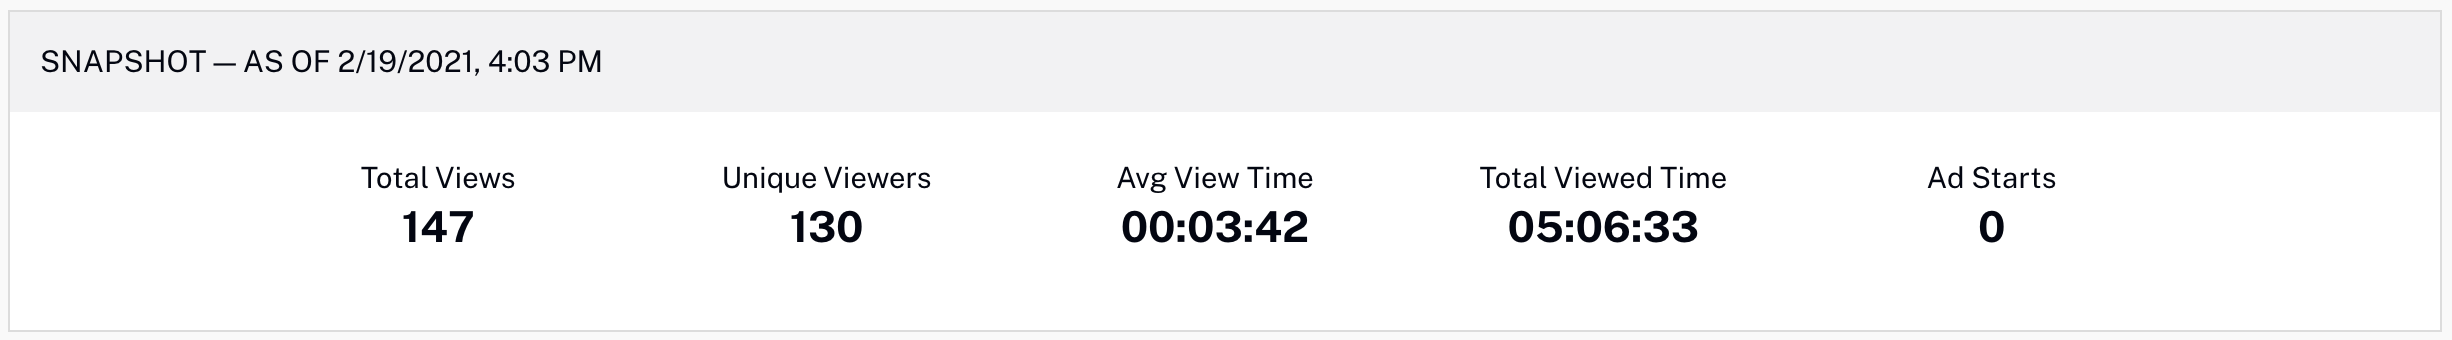 SNAPSHOT — AS OF 2/19/2021, 4:03 PM
Total Views
147
Unique Viewers
130
Avg View Time
00:03:42
Total Viewed Time
05:06:33
Ad Starts
0